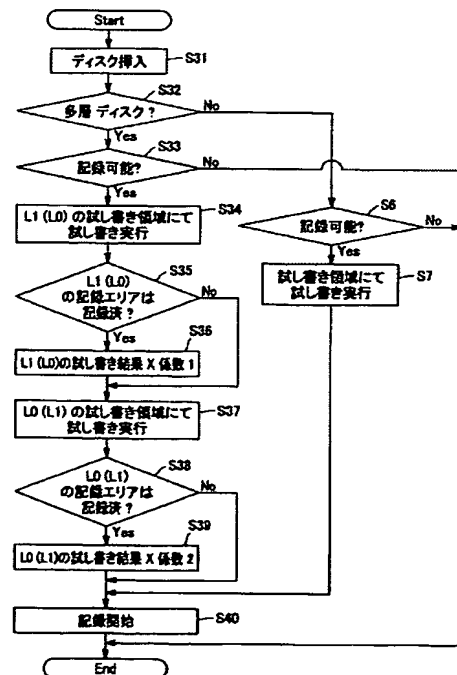 Start
ディスク挿入
S31
多層 ディスク?
S32
No
Yes
記録可能?
S33
No
Yes
L1(L0)の試し書き領域にて
試し書き実行
S34
記録可能?
S6
No
Yes
試し書き領域にて
試し書き実行
S7
L1(L0)
の記録エリアは
記録済?
S35
No
Yes
L1(L0)の試し書き結果 X 係数1
S36
L0(L1)の試し書き領域にて
試し書き実行
S37
L0(L1)
の記録エリアは
記録済?
S38
No
Yes
L0(L1)の試し書き結果 X 係数2
S39
記録開始
S40
End